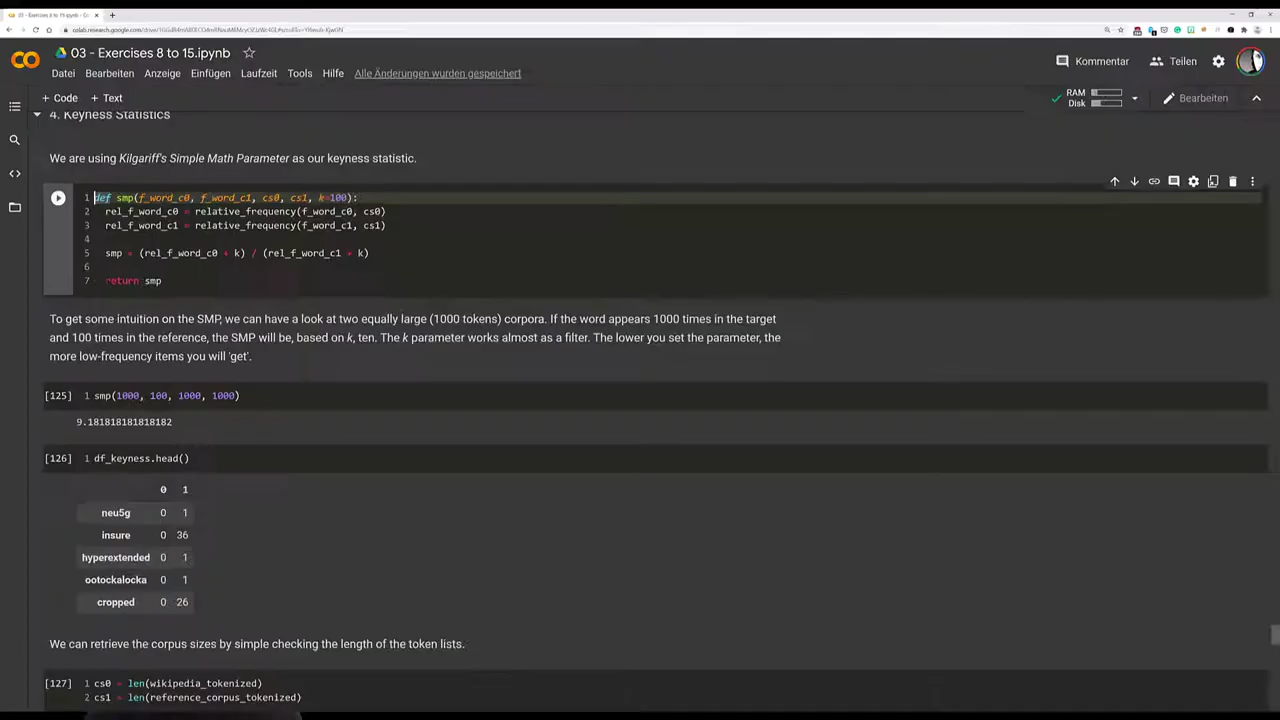 03 - Exercises 8 to 15.ipynb
03 - Exercises 8 to 15.ipynb
Datei Bearbeiten Anzeige Einfügen Laufzeit Tools Hilfe Alle Änderungen wurden gespeichert
Kommentar Teilen
+ Code + Text
RAM
Disk
Bearbeiten
4. Keyness Statistics
We are using Kilgariff's Simple Math Parameter as our keyness statistic.
1 def smp(f_word_c0, f_word_c1, cs0, cs1, k=100):
2 rel_f_word_c0 = relative_frequency(f_word_c0, cs0)
3 rel_f_word_c1 = relative_frequency(f_word_c1, cs1)
4
5 smp = (rel_f_word_c0 + k) / (rel_f_word_c1 + k)
6
7 return smp
To get some intuition on the SMP, we can have a look at two equally large (1000 tokens) corpora. If the word appears 1000 times in the target
and 100 times in the reference, the SMP will be, based on k, ten. The k parameter works almost as a filter. The lower you set the parameter, the
more low-frequency items you will 'get'.
[125] 1 smp(1000, 100, 1000, 1000)
9.181818181818182
[126] 1 df_keyness.head()
0 1
neu5g 0 1
insure 0 36
hyperextended 0 1
ootockalocka 0 1
cropped 0 26
We can retrieve the corpus sizes by simple checking the length of the token lists.
[127] 1 cs0 = len(wikipedia_tokenized)
2 cs1 = len(reference_corpus_tokenized)